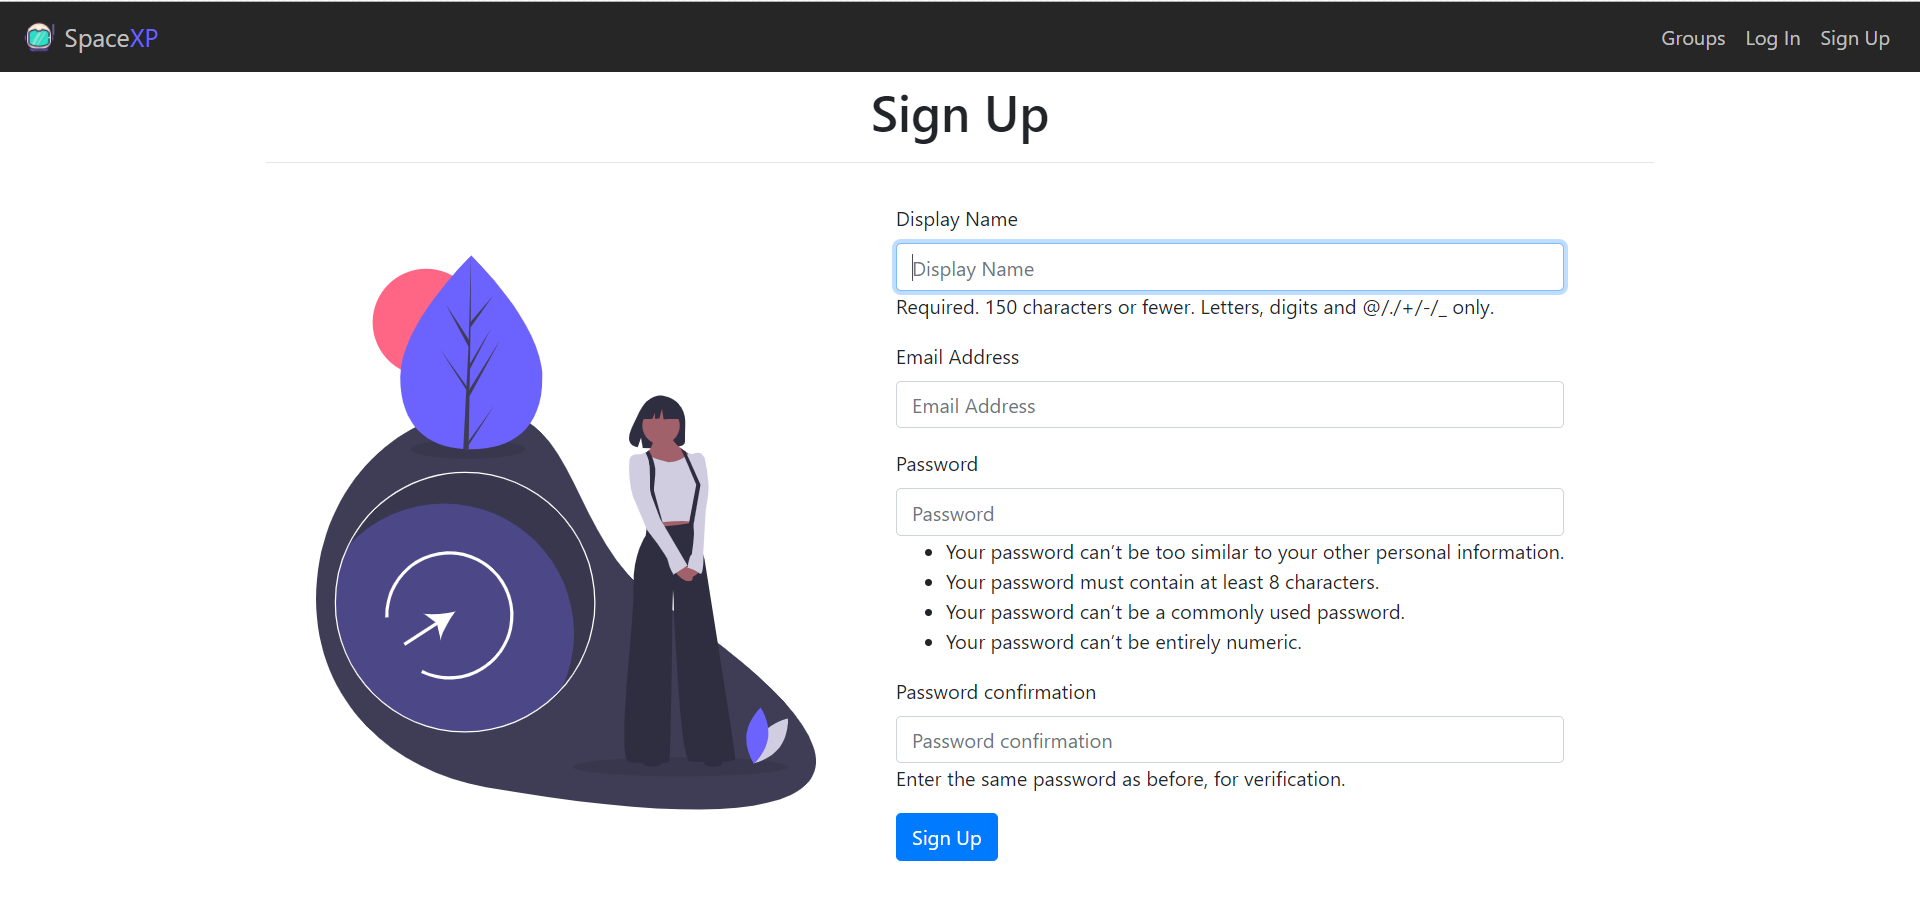 SpaceXP
Groups Log In Sign Up
Sign Up
Display Name
Display Name
Required. 150 characters or fewer. Letters, digits and @/./+/-/_ only.
Email Address
Email Address
Password
Password
• Your password can’t be too similar to your other personal information.
• Your password must contain at least 8 characters.
• Your password can’t be a commonly used password.
• Your password can’t be entirely numeric.
Password confirmation
Password confirmation
Enter the same password as before, for verification.
Sign Up